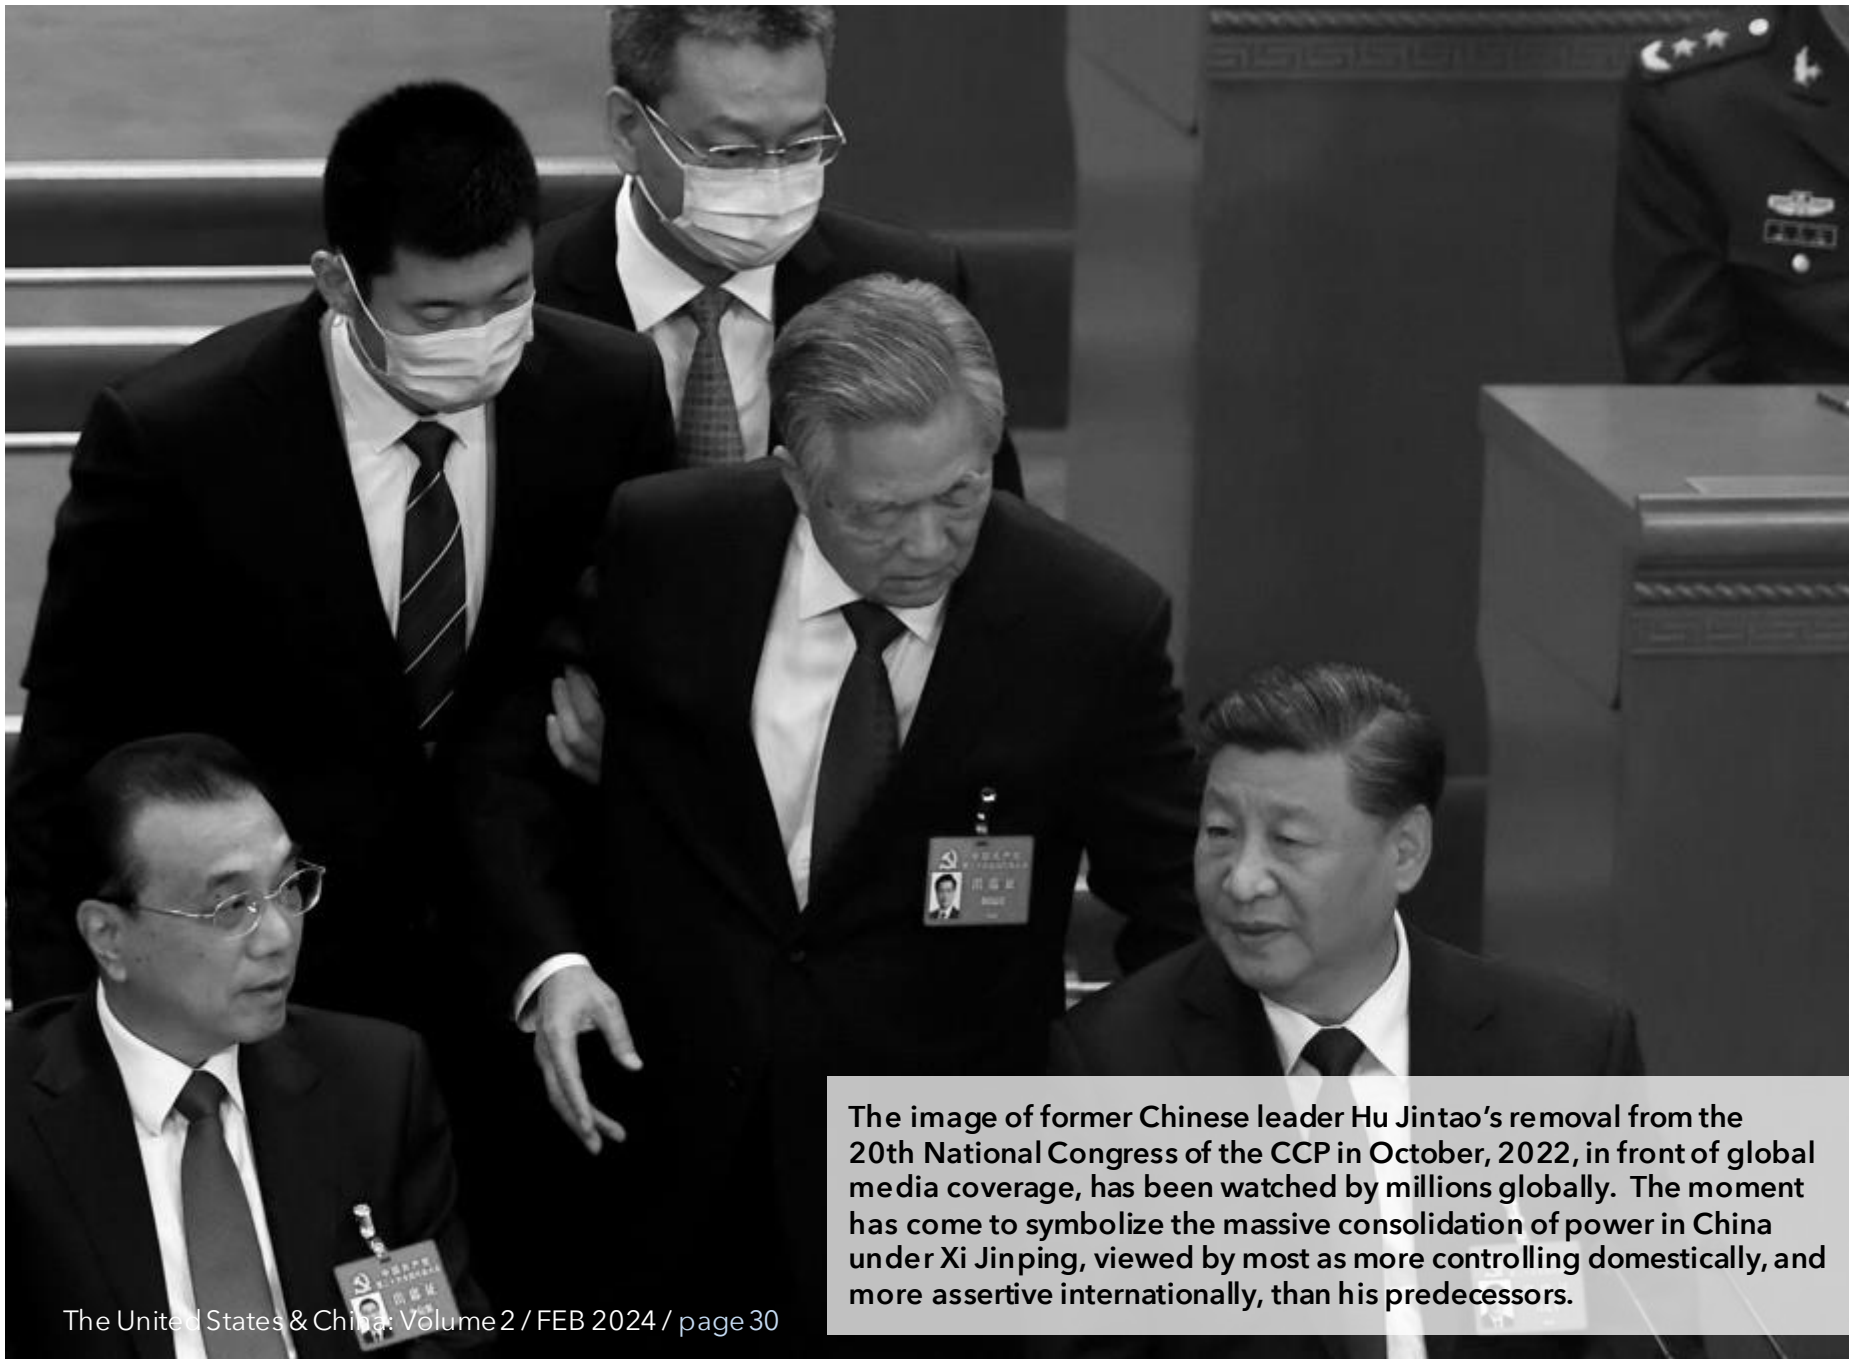 The image of former Chinese leader Hu Jintao’s removal from the
20th National Congress of the CCP in October, 2022, in front of global
media coverage, has been watched by millions globally.  The moment
has come to symbolize the massive consolidation of power in China
under Xi Jinping, viewed by most as more controlling domestically, and
more assertive internationally, than his predecessors.
The United States & China: Volume 2 / FEB 2024 / page 30